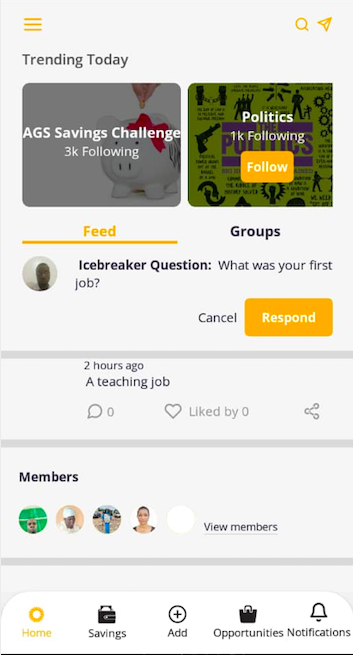 Trending Today
AGS Savings Challenge
3k Following
Politics
1k Following
POLITICS
Follow
Feed
Groups
Icebreaker Question: What was your first
job?
Cancel
Respond
2 hours ago
A teaching job
0
Liked by 0
Members
View members
Home
Savings
Add
Opportunities
Notifications